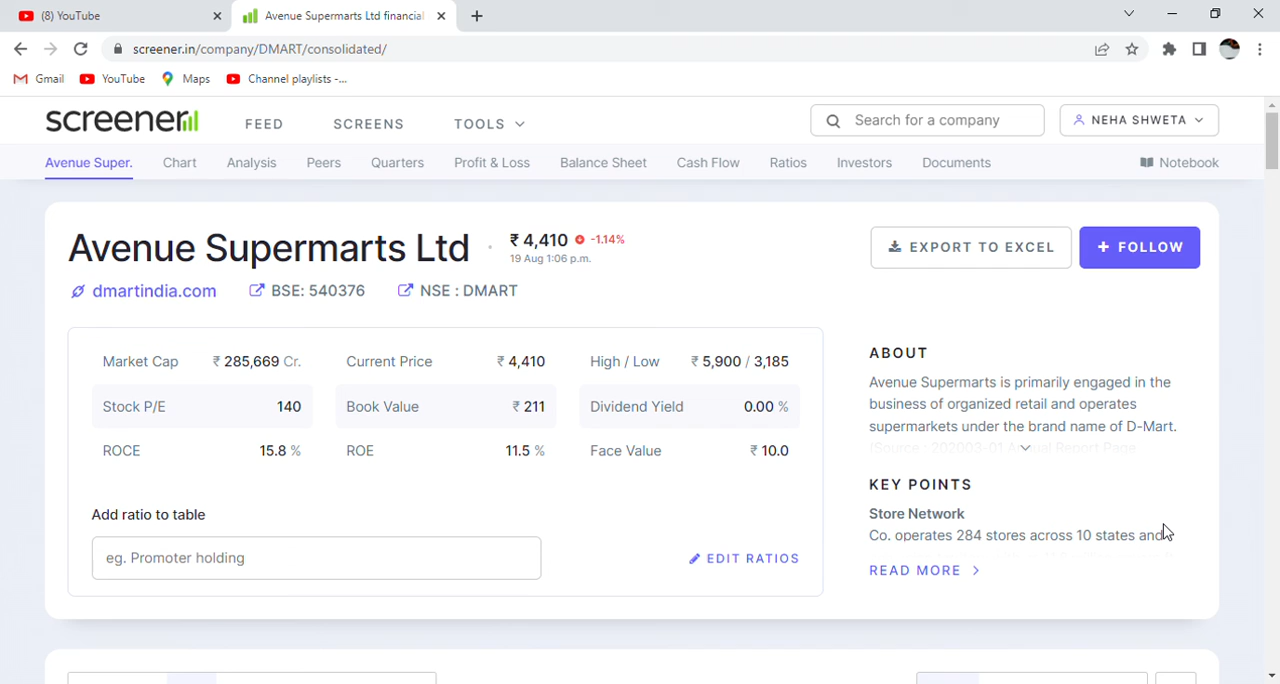 (8) YouTube
Avenue Supermarts Ltd financial
screener.in/company/DMART/consolidated/
Gmail YouTube Maps Channel playlists -...
screener FEED SCREENS TOOLS Search for a company NEHA SHWETA
Avenue Super. Chart Analysis Peers Quarters Profit & Loss Balance Sheet Cash Flow Ratios Investors Documents Notebook
Avenue Supermarts Ltd
₹ 4,410 -1.14%
19 Aug 1:06 p.m.
EXPORT TO EXCEL
+ FOLLOW
dmartindia.com BSE: 540376 NSE : DMART
Market Cap ₹ 285,669 Cr. Current Price ₹ 4,410 High / Low ₹ 5,900 / 3,185
Stock P/E 140 Book Value ₹ 211 Dividend Yield 0.00 %
ROCE 15.8 % ROE 11.5 % Face Value ₹ 10.0
Add ratio to table
eg. Promoter holding
EDIT RATIOS
ABOUT
Avenue Supermarts is primarily engaged in the
business of organized retail and operates
supermarkets under the brand name of D-Mart.
(Source : 202003-01 Annual Report Page
KEY POINTS
Store Network
Co. operates 284 stores across 10 states and
READ MORE >